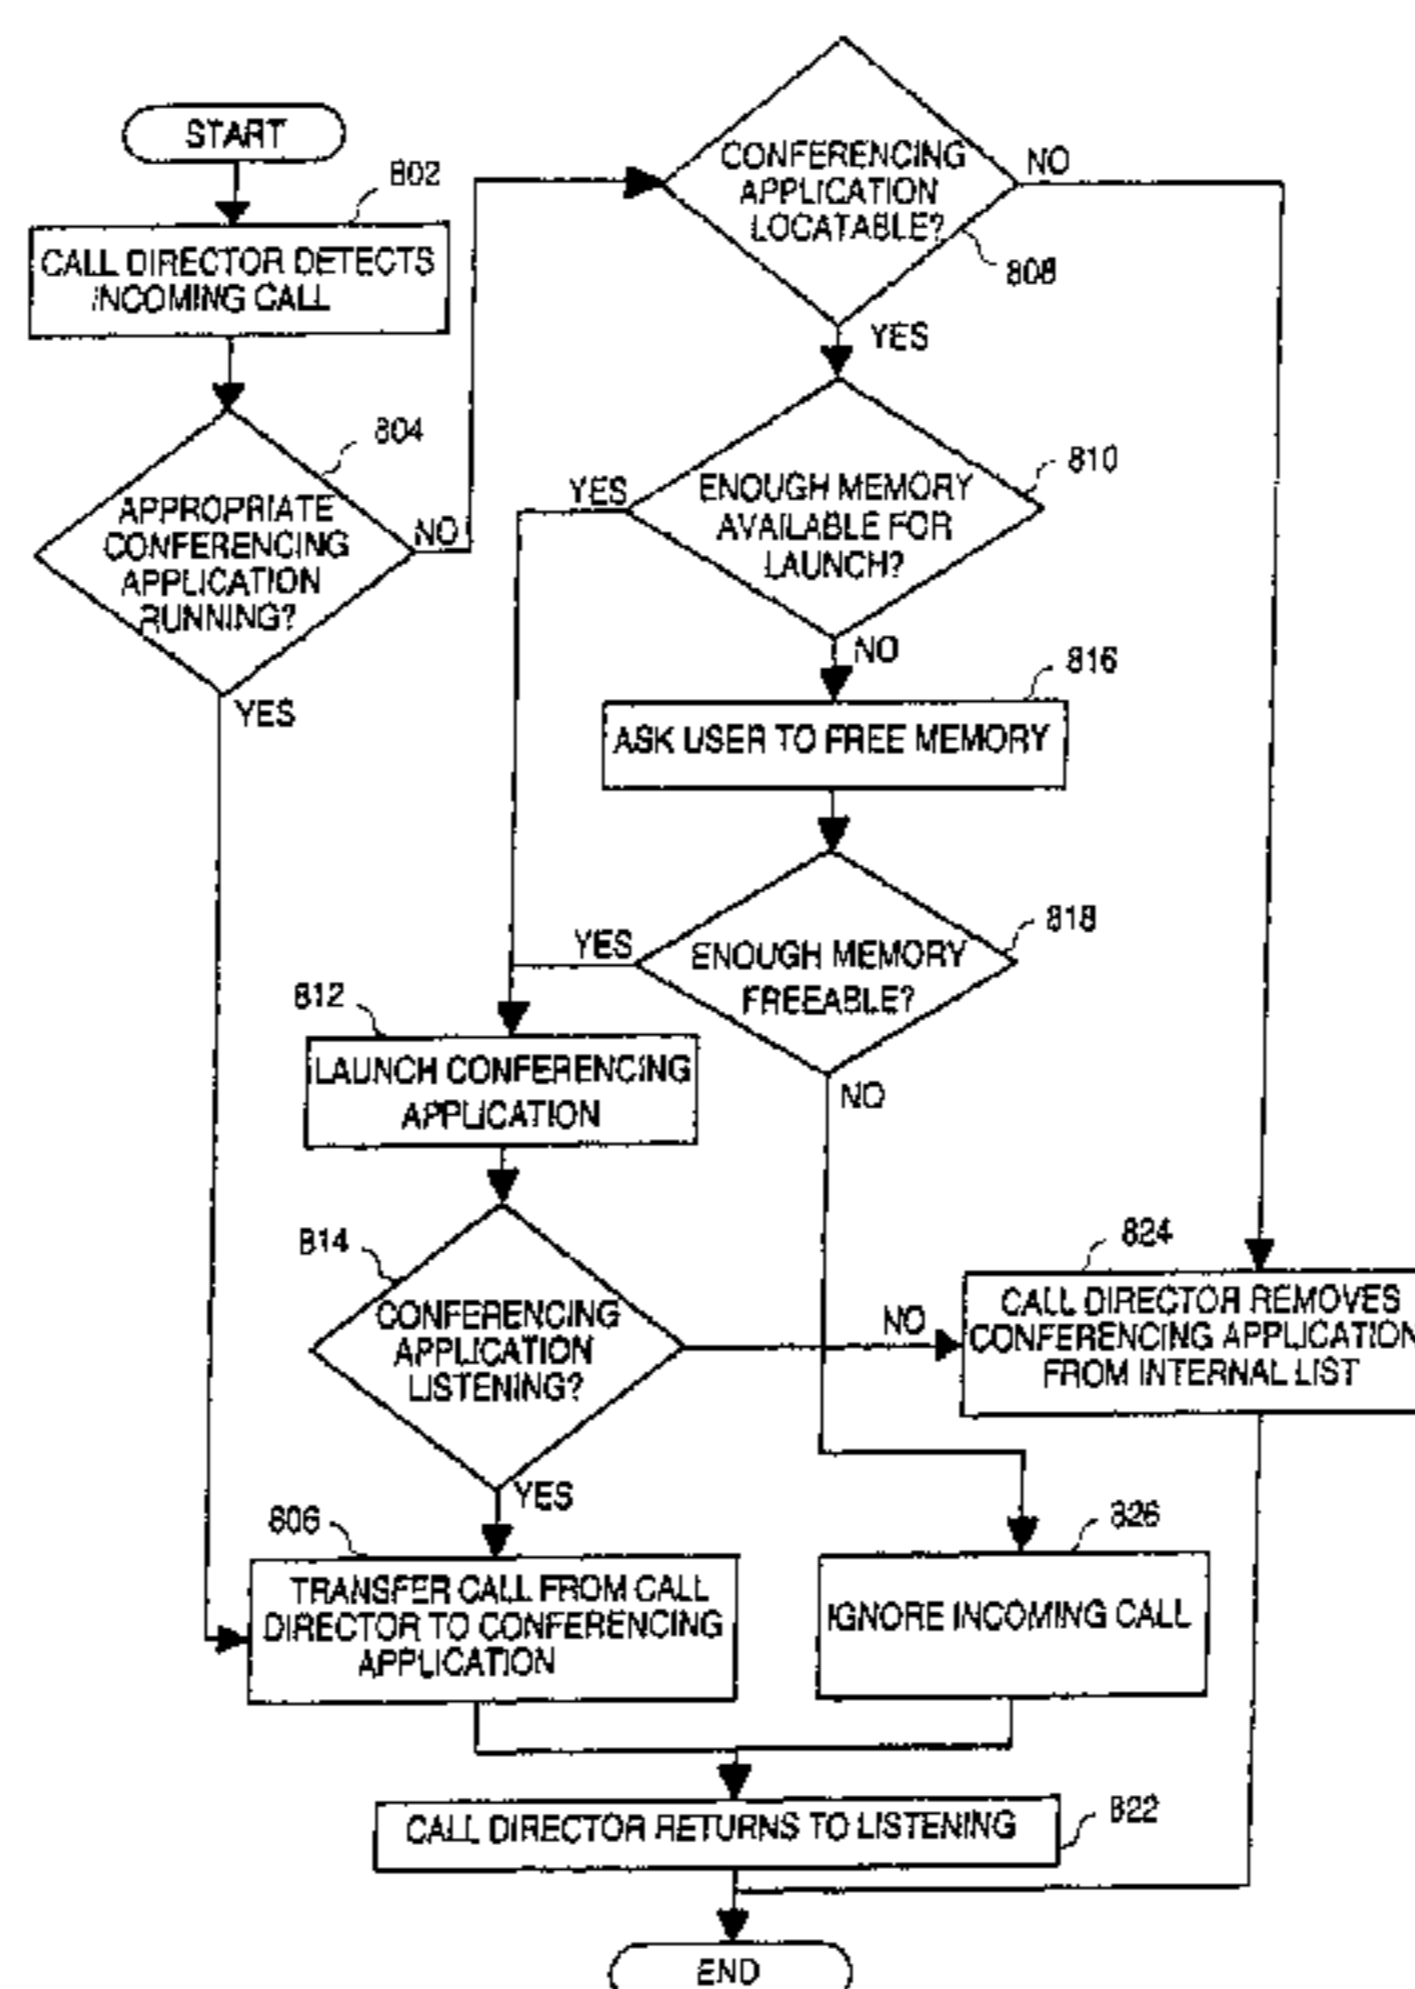 START
802
CALL DIRECTOR DETECTS
INCOMING CALL
804
APPROPRIATE
CONFERENCING
APPLICATION
RUNNING?
NO
YES
CONFERENCING
APPLICATION
LOCATABLE?
NO
808
YES
810
ENOUGH MEMORY
AVAILABLE FOR
LAUNCH?
YES
NO
816
ASK USER TO FREE MEMORY
818
ENOUGH MEMORY
FREEABLE?
YES
NO
812
LAUNCH CONFERENCING
APPLICATION
814
CONFERENCING
APPLICATION
LISTENING?
NO
YES
824
CALL DIRECTOR REMOVES
CONFERENCING APPLICATION
FROM INTERNAL LIST
806
TRANSFER CALL FROM CALL
DIRECTOR TO CONFERENCING
APPLICATION
826
IGNORE INCOMING CALL
822
CALL DIRECTOR RETURNS TO LISTENING
END